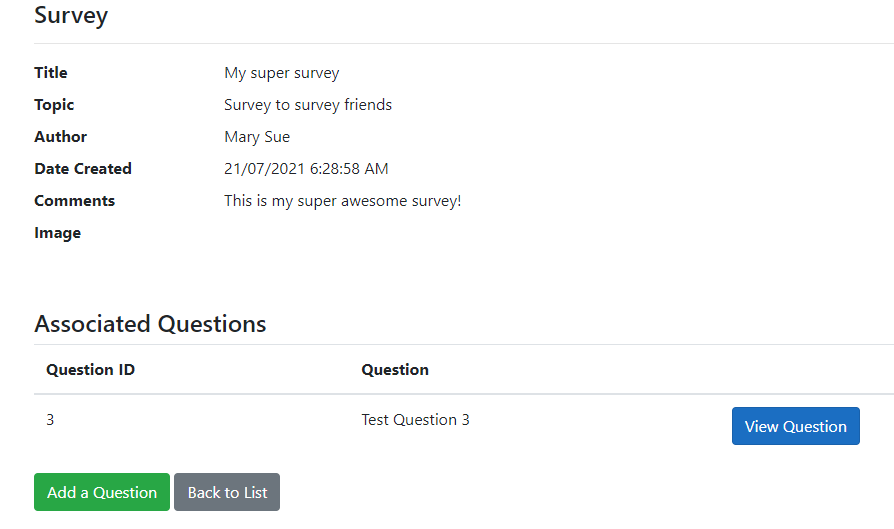 Survey
Title My super survey
Topic Survey to survey friends
Author Mary Sue
Date Created 21/07/2021 6:28:58 AM
Comments This is my super awesome survey!
Image
Associated Questions
Question ID Question
3 Test Question 3 View Question
Add a Question Back to List